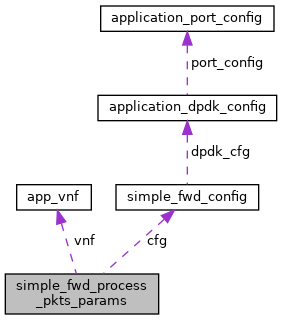 application_port_config
port_config
application_dpdk_config
dpdk_cfg
app_vnf
simple_fwd_config
vnf
cfg
simple_fwd_process
_pkts_params